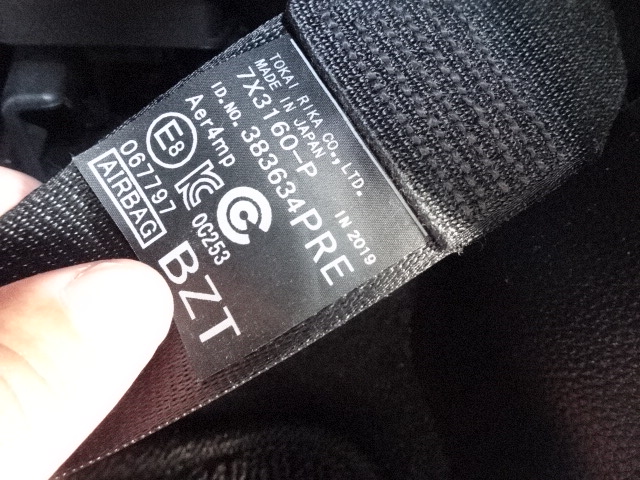 TOKAI RIKA CO., LTD.
MADE IN JAPAN IN 2019
7X3160-P
ID.NO. 383634PRE
Aer4mp
E8 KC
067797 0C253
AIRBAG BZT